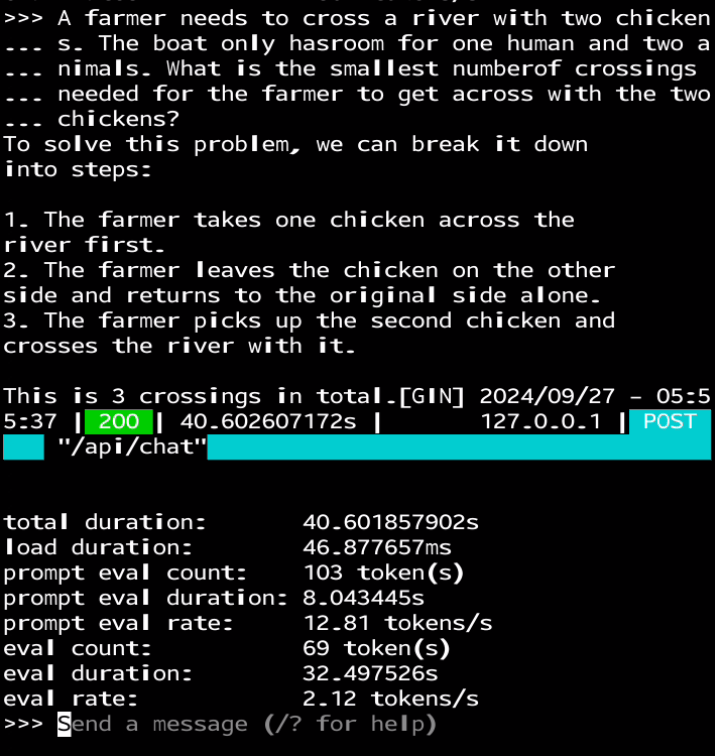 >>> A farmer needs to cross a river with two chicken
... s. The boat only hasroom for one human and two a
... nimals. What is the smallest numberof crossings
... needed for the farmer to get across with the two
... chickens?
To solve this problem, we can break it down
into steps:
1. The farmer takes one chicken across the
river first.
2. The farmer leaves the chicken on the other
side and returns to the original side alone.
3. The farmer picks up the second chicken and
crosses the river with it.
This is 3 crossings in total.[GIN] 2024/09/27 - 05:5
5:37 | 200 | 40.602607172s | 127.0.0.1 | POST
"/api/chat"
total duration: 40.601857902s
load duration: 46.877657ms
prompt eval count: 103 token(s)
prompt eval duration: 8.043445s
prompt eval rate: 12.81 tokens/s
eval count: 69 token(s)
eval duration: 32.497526s
eval rate: 2.12 tokens/s
>>> Send a message (/? for help)